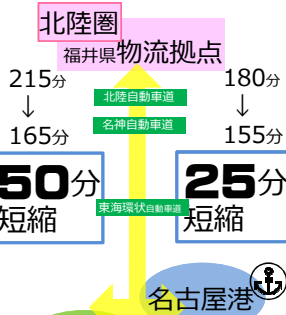 北陸圏
福井県物流拠点
215分
↓
165分
50分
短縮
180分
↓
155分
25分
短縮
北陸自動車道
名神自動車道
東海環状自動車道
名古屋港